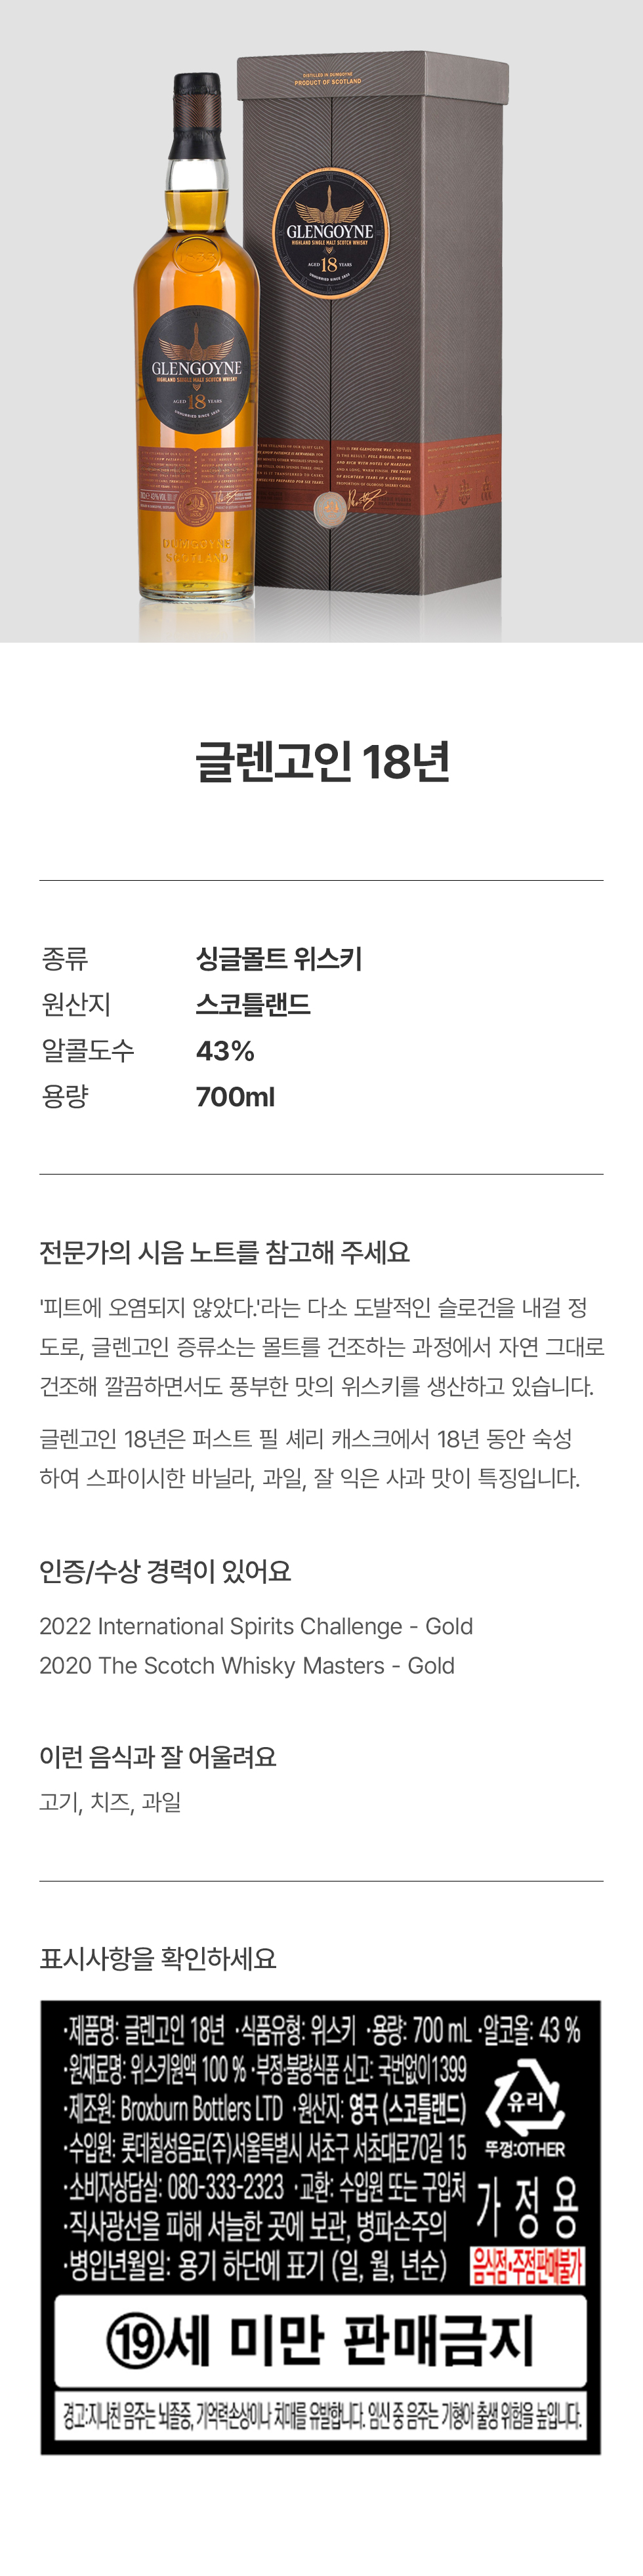 DISTILLED IN DUMGOYNE
PRODUCT OF SCOTLAND
GLENGOYNE
HIGHLAND SINGLE MALT SCOTCH WHISKY
AGED 18 YEARS
UNHURRIED SINCE 1833
1833
GLENGOYNE
HIGHLAND SINGLE MALT SCOTCH WHISKY
AGED 18 YEARS
UNHURRIED SINCE 1833
DUMGOYNE
SCOTLAND
글렌고인 18년
종류 싱글몰트 위스키
원산지 스코틀랜드
알콜도수 43%
용량 700ml
전문가의 시음 노트를 참고해 주세요
'피트에 오염되지 않았다.'라는 다소 도발적인 슬로건을 내걸 정
도로, 글렌고인 증류소는 몰트를 건조하는 과정에서 자연 그대로
건조해 깔끔하면서도 풍부한 맛의 위스키를 생산하고 있습니다.
글렌고인 18년은 퍼스트 필 셰리 캐스크에서 18년 동안 숙성
하여 스파이시한 바닐라, 과일, 잘 익은 사과 맛이 특징입니다.
인증/수상 경력이 있어요
2022 International Spirits Challenge - Gold
2020 The Scotch Whisky Masters - Gold
이런 음식과 잘 어울려요
고기, 치즈, 과일
표시사항을 확인하세요
·제품명: 글렌고인 18년 ·식품유형: 위스키 ·용량: 700 mL ·알코올: 43 %
·원재료명: 위스키원액 100 % ·부정·불량식품 신고: 국번없이1399
·제조원: Broxburn Bottlers LTD ·원산지: 영국 (스코틀랜드)
유리
뚜껑:OTHER
·수입원: 롯데칠성음료(주)서울특별시 서초구 서초대로70길 15
·소비자상담실: 080-333-2323 ·교환: 수입원 또는 구입처
·직사광선을 피해 서늘한 곳에 보관, 병파손주의
가정용
·병입년월일: 용기 하단에 표기 (일, 월, 년순)
음식점·주점판매불가
⑲세 미만 판매금지
경고:지나친 음주는 뇌졸중, 기억력손상이나 치매를 유발합니다. 임신 중 음주는 기형아 출생 위험을 높입니다.